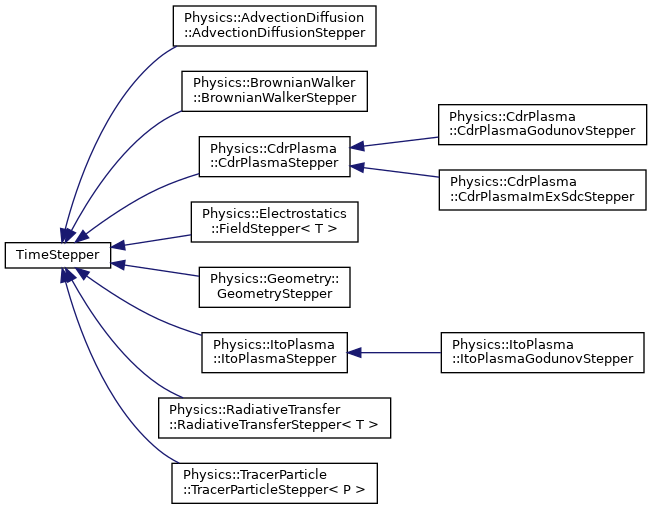 Physics::AdvectionDiffusion
::AdvectionDiffusionStepper
Physics::BrownianWalker
::BrownianWalkerStepper
Physics::CdrPlasma
::CdrPlasmaGodunovStepper
Physics::CdrPlasma
::CdrPlasmaStepper
Physics::CdrPlasma
::CdrPlasmaImExSdcStepper
Physics::Electrostatics
::FieldStepper< T >
TimeStepper
Physics::Geometry::
GeometryStepper
Physics::ItoPlasma
::ItoPlasmaStepper
Physics::ItoPlasma
::ItoPlasmaGodunovStepper
Physics::RadiativeTransfer
::RadiativeTransferStepper< T >
Physics::TracerParticle
::TracerParticleStepper< P >